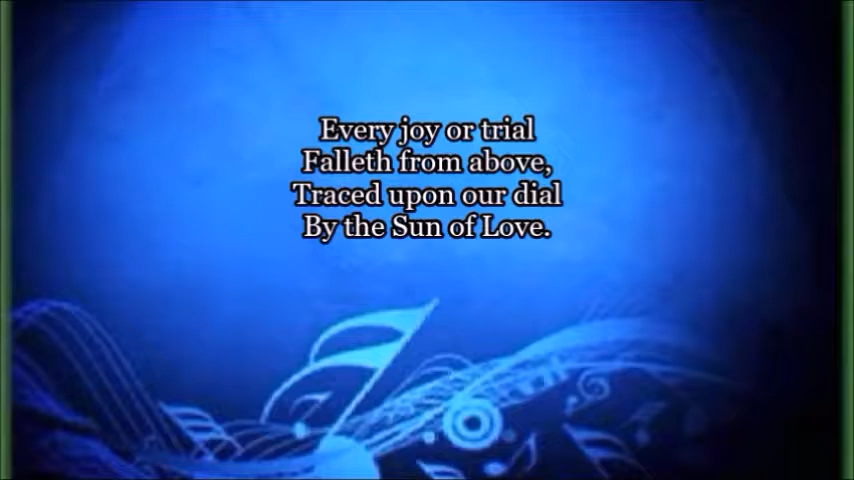 Every joy or trial
Falleth from above,
Traced upon our dial
By the Sun of Love.